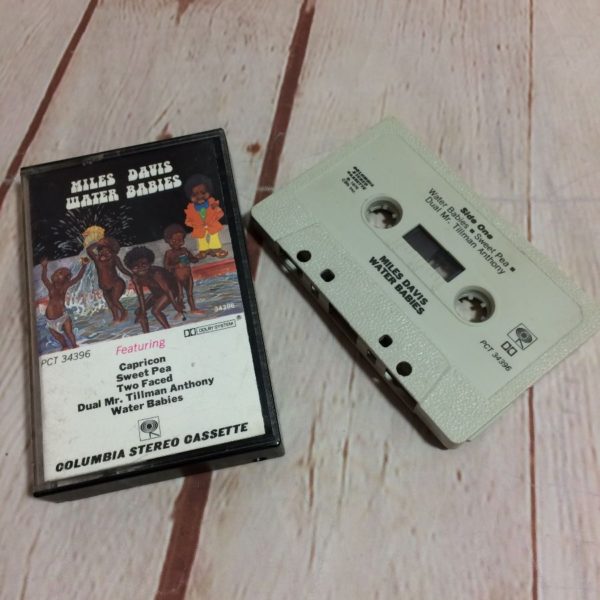 MILES DAVIS
WATER BABIES
34396
DOLBY SYSTEM
PCT 34396
Featuring
Capricon
Sweet Pea
Two Faced
Dual Mr. Tillman Anthony
Water Babies
COLUMBIA STEREO CASSETTE
Side One
Water Babies ■ Sweet Pea ■
Dual Mr. Tillman Anthony
MILES DAVIS
WATER BABIES
PCT 34396